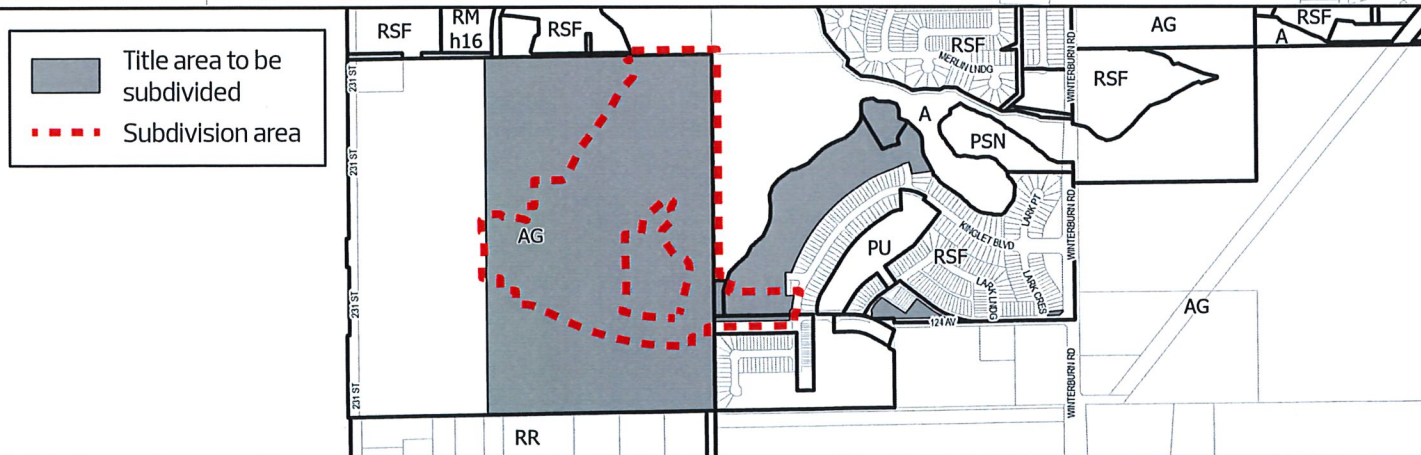 Title area to be
subdivided
Subdivision area
RSF
RM
h16
RSF
RSF
MERLIN LNDG
WINTERBURN RD
AG
RSF
A
RSF
231 ST
231 ST
231 ST
231 ST
AG
A
PSN
PU
KINGLET BLVD
RSF
LARK PT
LARK LNDG
LARK CRES
WINTERBURN RD
124 AV
WINTERBURN RD
AG
RR